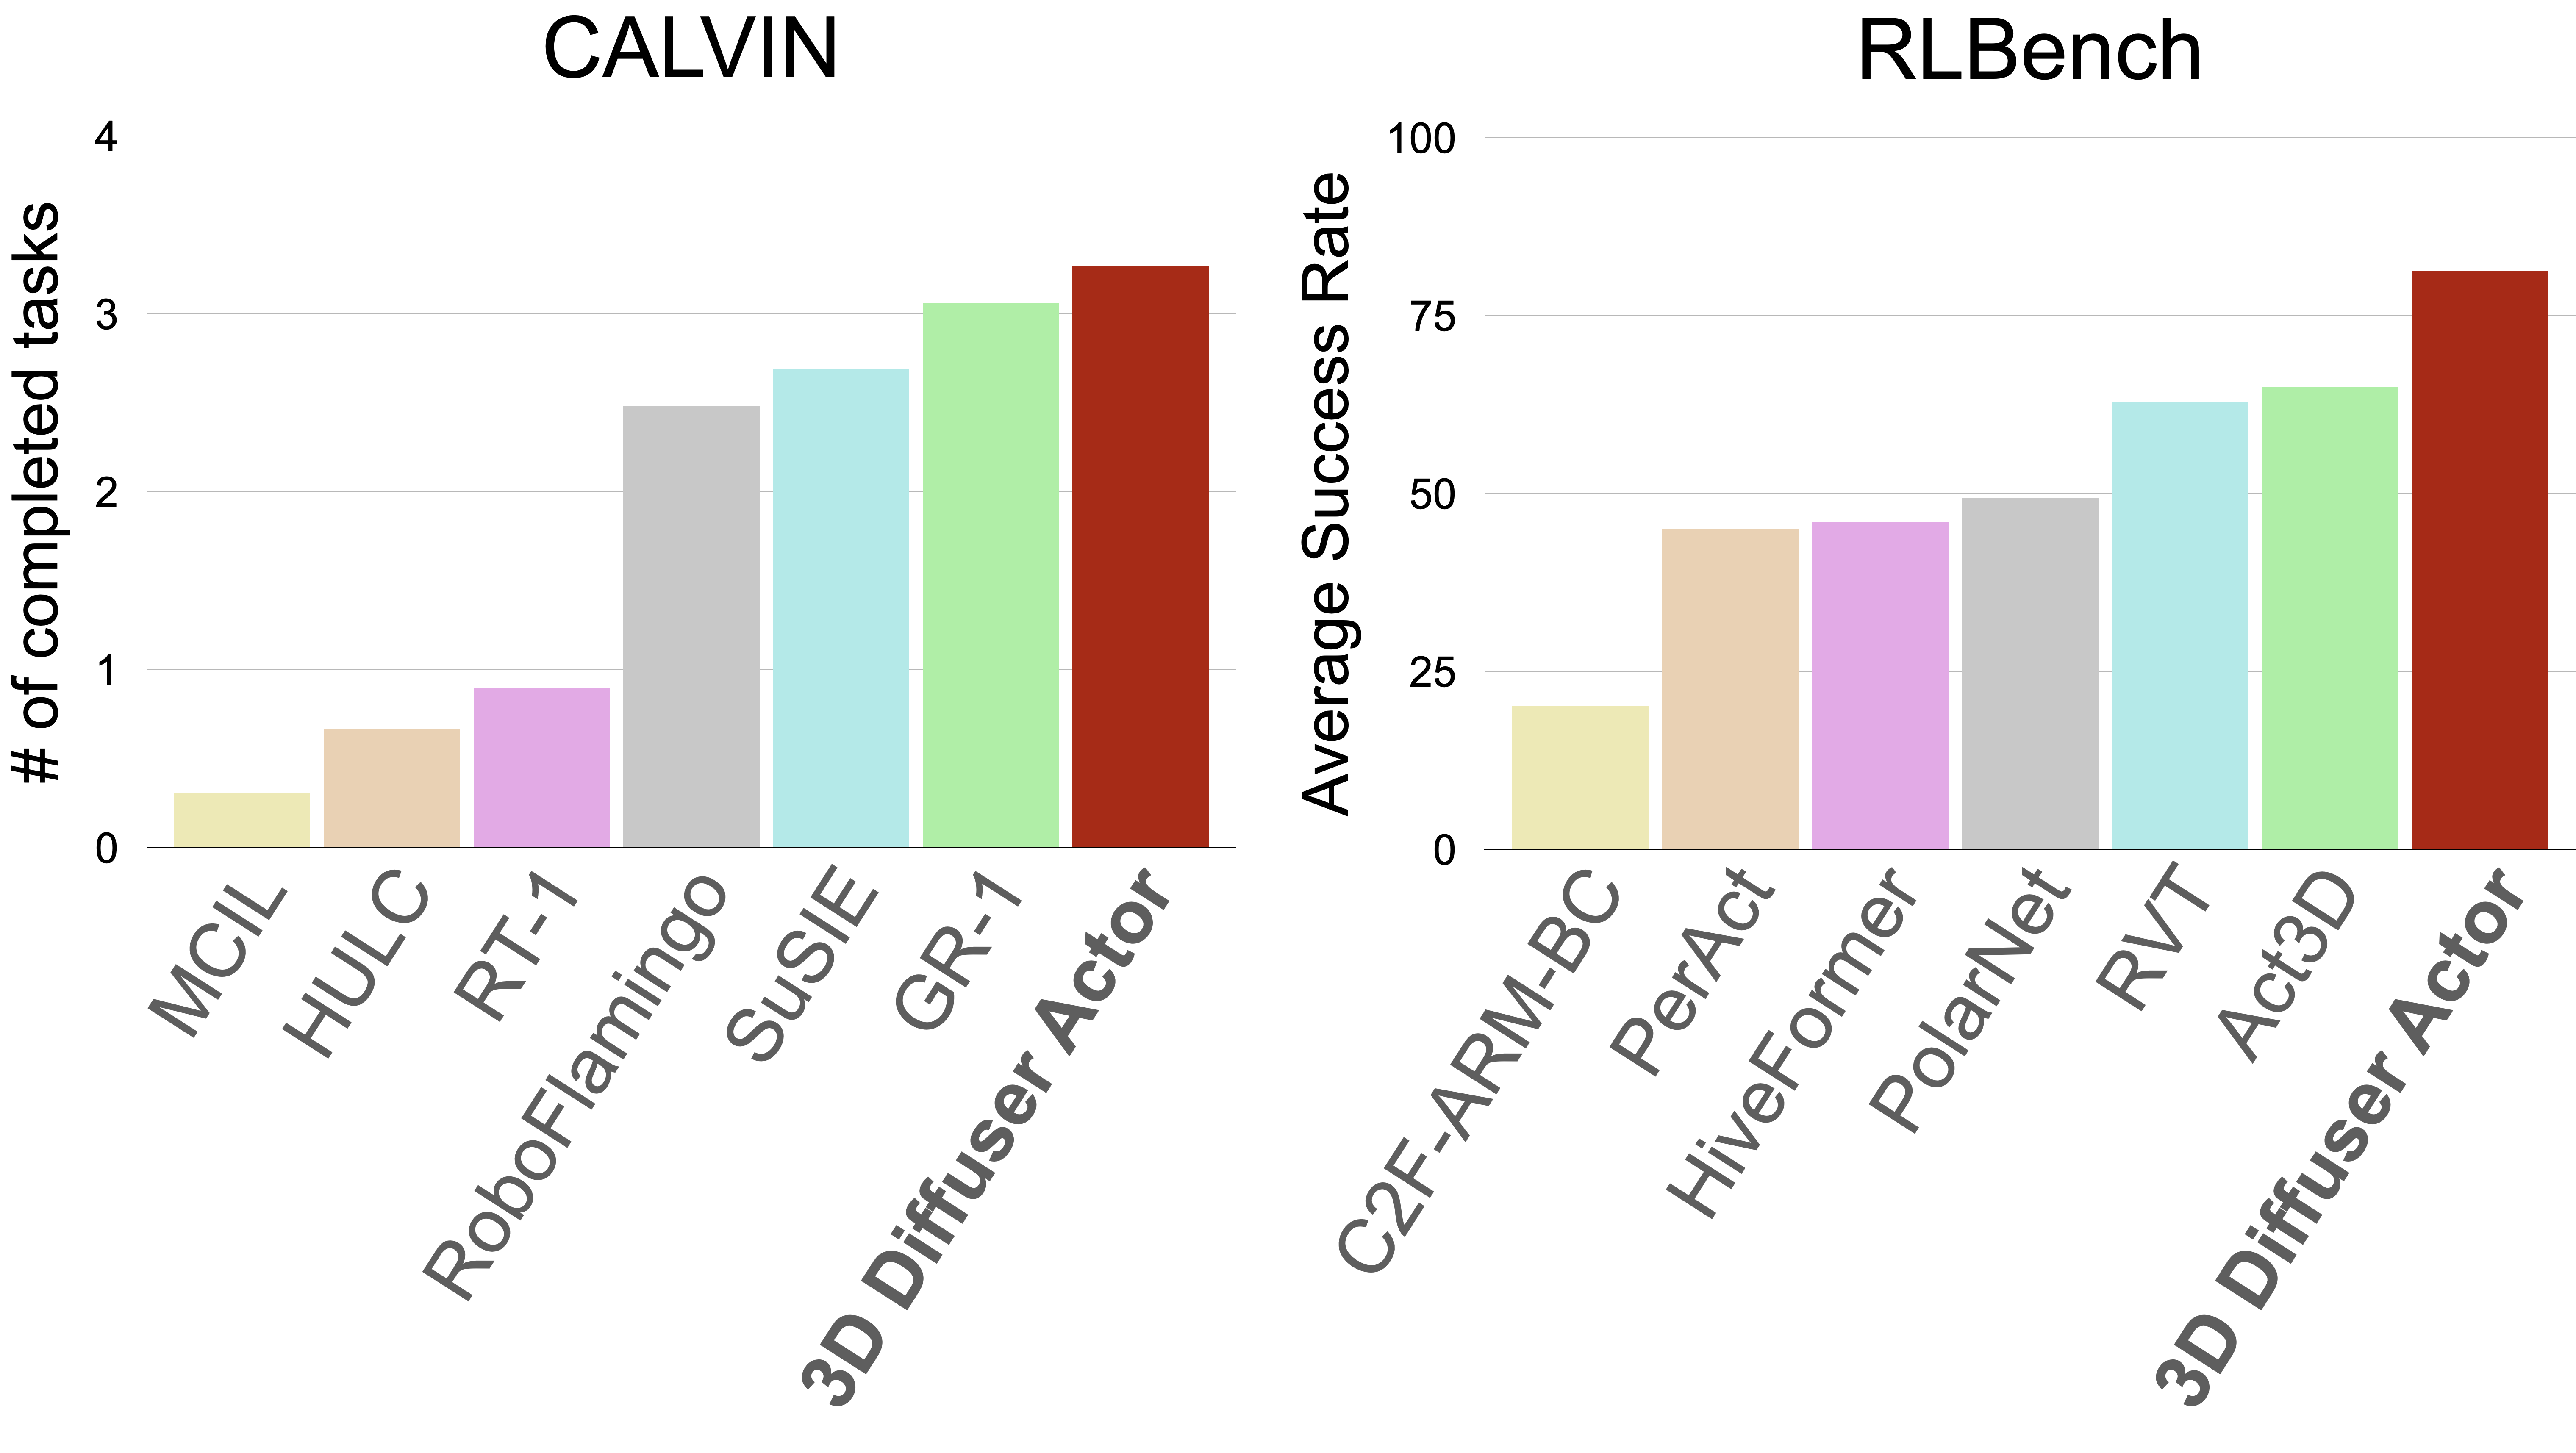 CALVIN
# of completed tasks
4
3
2
1
0
MCIL
HULC
RT-1
RoboFlamingo
SuSIE
GR-1
3D Diffuser Actor
RLBench
Average Success Rate
100
75
50
25
0
C2F-ARM-BC
PerAct
HiveFormer
PolarNet
RVT
Act3D
3D Diffuser Actor